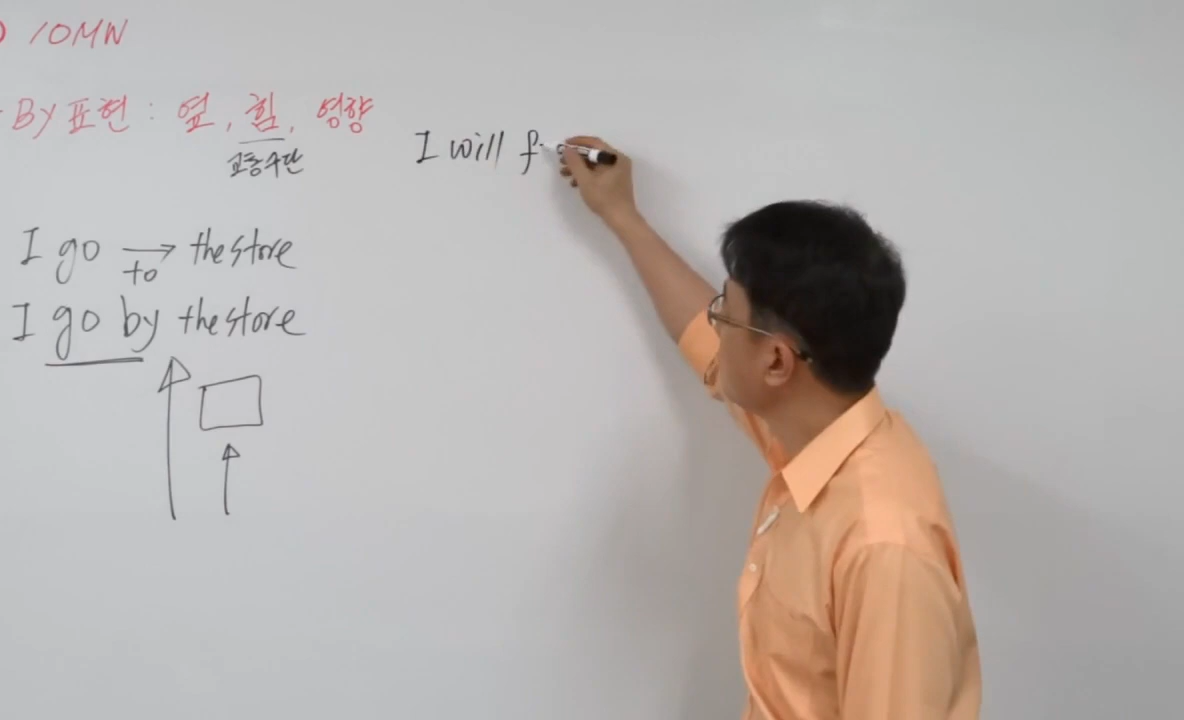 ) 10MW
By 표현 : 옆, 힘, 영향
교통수단
I go to the store
I go by the store
I will f